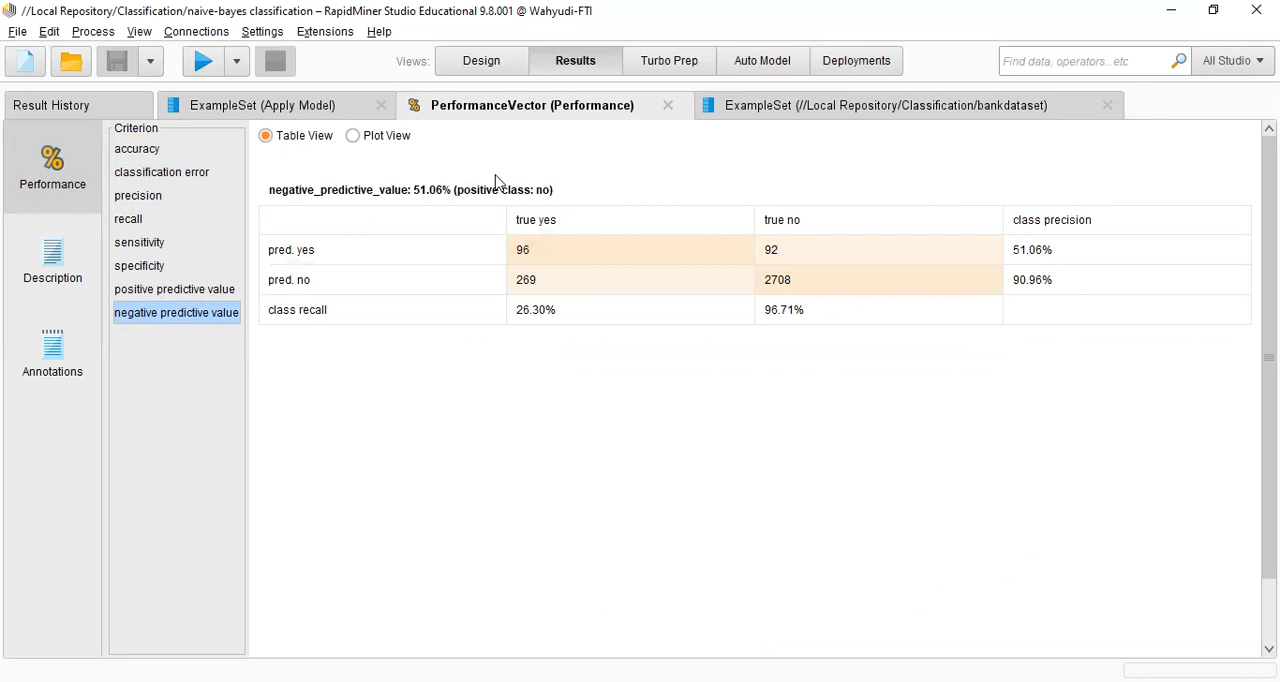 //Local Repository/Classification/naive-bayes classification – RapidMiner Studio Educational 9.8.001 @ Wahyudi-FTI
File Edit Process View Connections Settings Extensions Help
Views: Design Results Turbo Prep Auto Model Deployments Find data, operators...etc All Studio
Result History ExampleSet (Apply Model) % PerformanceVector (Performance) ExampleSet (//Local Repository/Classification/bankdataset)
Criterion
accuracy
classification error
precision
recall
sensitivity
specificity
positive predictive value
negative predictive value
%
Performance
Description
Annotations
Table View Plot View
negative_predictive_value: 51.06% (positive class: no)
true yes true no class precision
pred. yes 96 92 51.06%
pred. no 269 2708 90.96%
class recall 26.30% 96.71%